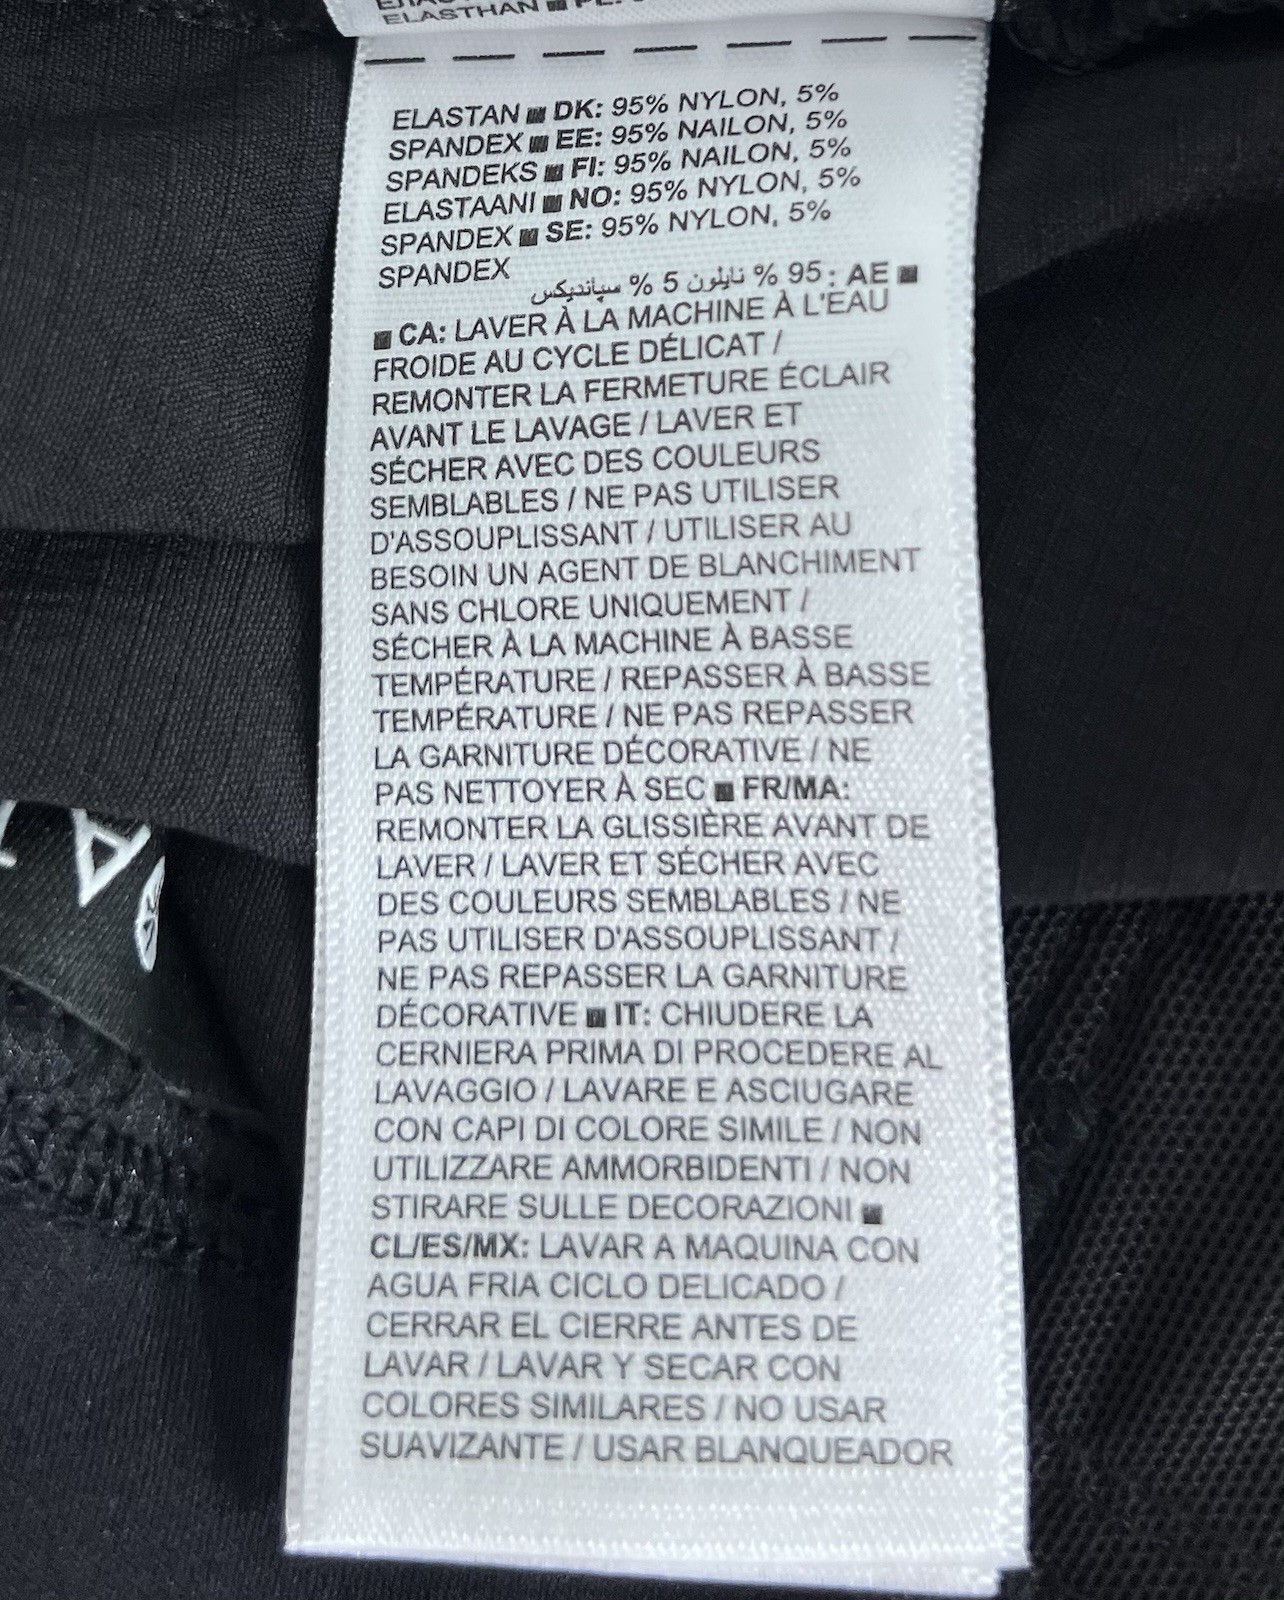 ELASTHAN ■
ELASTAN ■ DK: 95% NYLON, 5%
SPANDEX ■ EE: 95% NAILON, 5%
SPANDEKS ■ FI: 95% NAILON, 5%
ELASTAANI ■ NO: 95% NYLON, 5%
SPANDEX ■ SE: 95% NYLON, 5%
SPANDEX
■ AE : 95 % نايلون 5 % سپانديكس
■ CA: LAVER À LA MACHINE À L'EAU
FROIDE AU CYCLE DÉLICAT /
REMONTER LA FERMETURE ÉCLAIR
AVANT LE LAVAGE / LAVER ET
SÉCHER AVEC DES COULEURS
SEMBLABLES / NE PAS UTILISER
D'ASSOUPLISSANT / UTILISER AU
BESOIN UN AGENT DE BLANCHIMENT
SANS CHLORE UNIQUEMENT /
SÉCHER À LA MACHINE À BASSE
TEMPÉRATURE / REPASSER À BASSE
TEMPÉRATURE / NE PAS REPASSER
LA GARNITURE DÉCORATIVE / NE
PAS NETTOYER À SEC ■ FR/MA:
REMONTER LA GLISSIÈRE AVANT DE
LAVER / LAVER ET SÉCHER AVEC
DES COULEURS SEMBLABLES / NE
PAS UTILISER D'ASSOUPLISSANT /
NE PAS REPASSER LA GARNITURE
DÉCORATIVE ■ IT: CHIUDERE LA
CERNIERA PRIMA DI PROCEDERE AL
LAVAGGIO / LAVARE E ASCIUGARE
CON CAPI DI COLORE SIMILE / NON
UTILIZZARE AMMORBIDENTI / NON
STIRARE SULLE DECORAZIONI ■
CL/ES/MX: LAVAR A MAQUINA CON
AGUA FRIA CICLO DELICADO /
CERRAR EL CIERRE ANTES DE
LAVAR / LAVAR Y SECAR CON
COLORES SIMILARES / NO USAR
SUAVIZANTE / USAR BLANQUEADOR